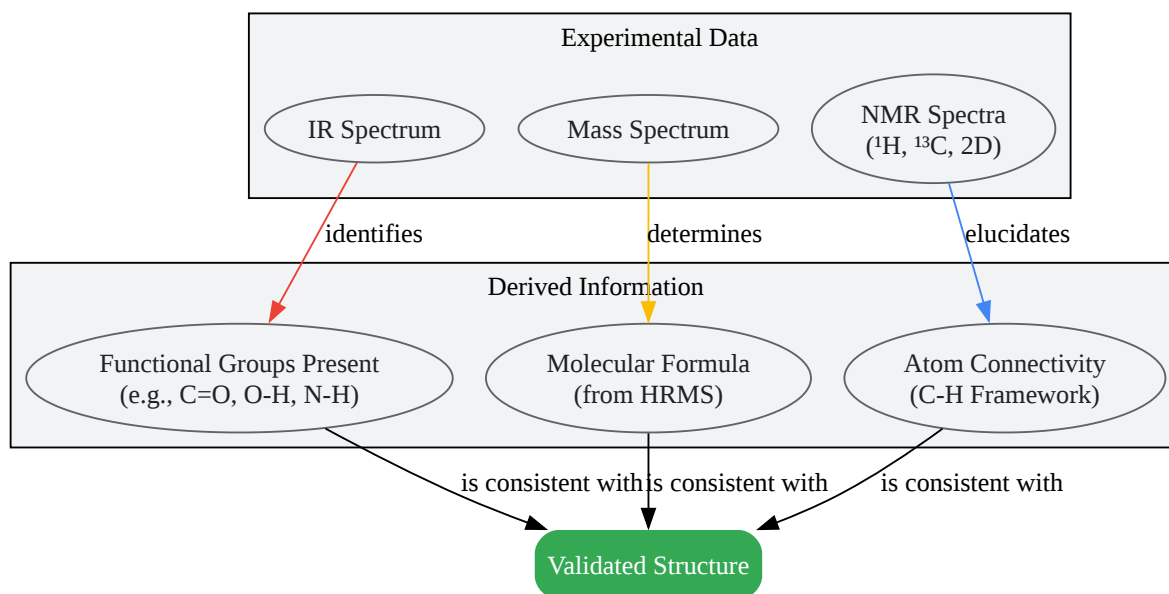 Experimental Data
IR Spectrum
Mass Spectrum
NMR Spectra
(¹H, ¹³C, 2D)
identifies
determines
elucidates
Derived Information
Functional Groups Present
(e.g., C=O, O-H, N-H)
Molecular Formula
(from HRMS)
Atom Connectivity
(C-H Framework)
is consistent with
is consistent with
is consistent with
Validated Structure